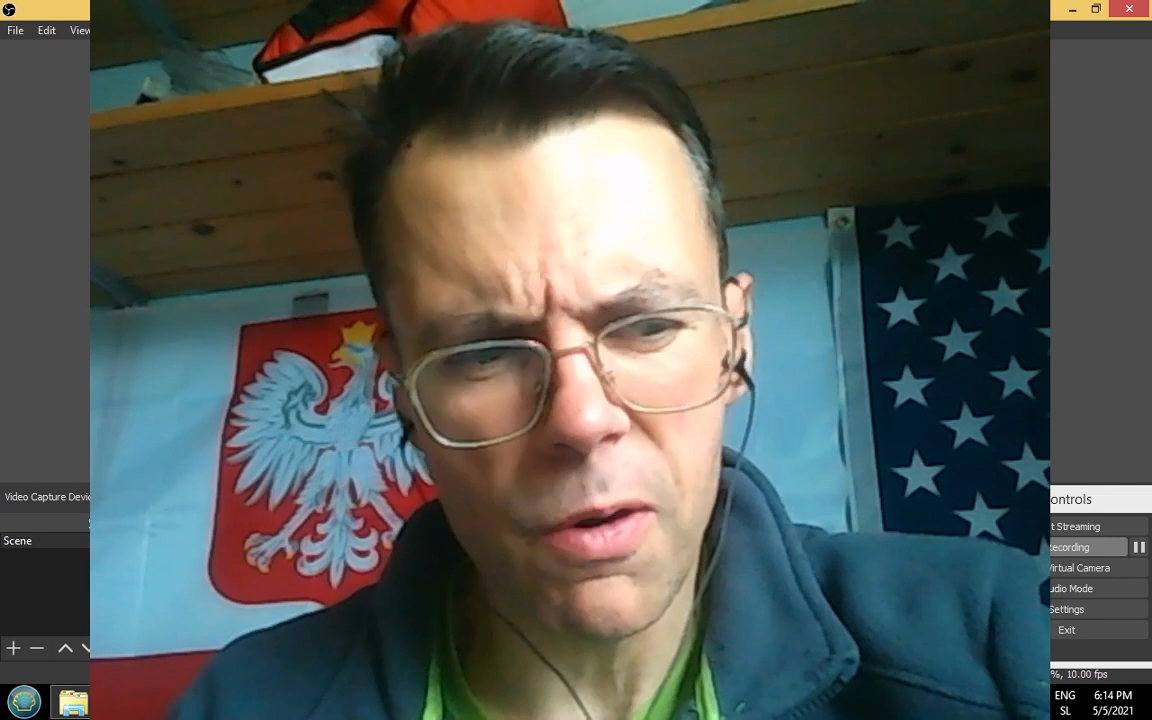 File Edit View
Video Capture Devi
Scene
ontrols
t Streaming
ecording
Virtual Camera
udio Mode
Settings
Exit
%, 10.00 fps
ENG 6:14 PM
SL 5/5/2021